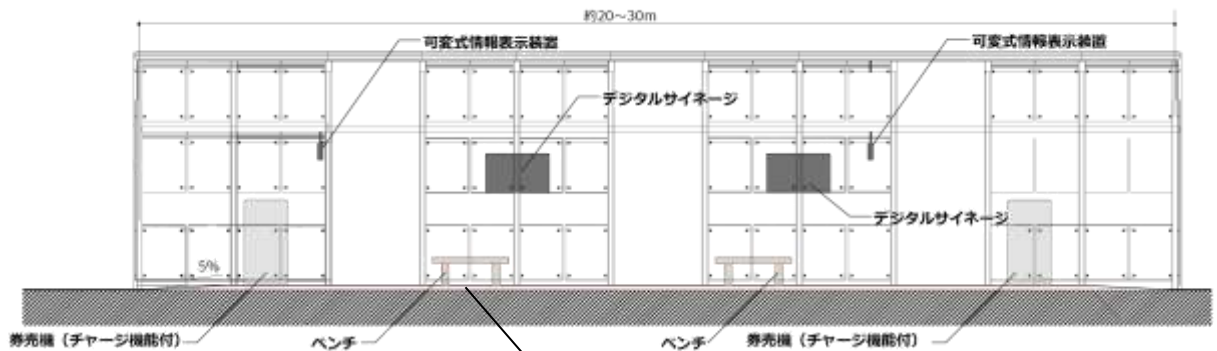 約20～30m
可変式情報表示装置
可変式情報表示装置
デジタルサイネージ
デジタルサイネージ
5%
券売機（チャージ機能付）
ベンチ
ベンチ
券売機（チャージ機能付）